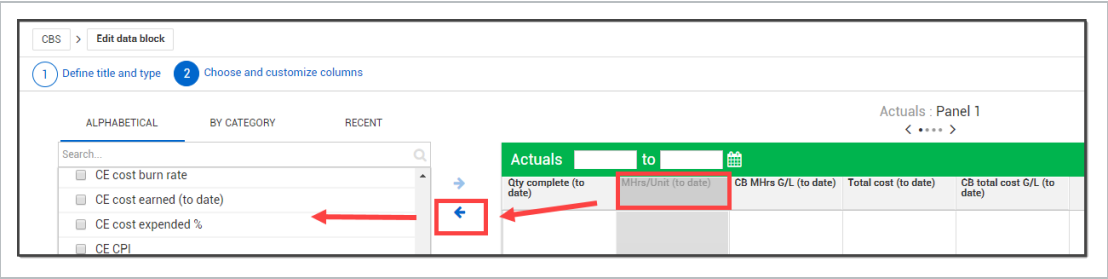 CBS > Edit data block
1 Define title and type 2 Choose and customize columns
ALPHABETICAL BY CATEGORY RECENT
Actuals : Panel 1
Search...
CE cost burn rate
CE cost earned (to date)
CE cost expended %
CE CPI
Actuals to
Qty complete (to
date)
MHrs/Unit (to date)
CB MHrs G/L (to date)
Total cost (to date)
CB total cost G/L (to
date)